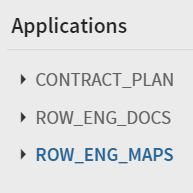 Applications
CONTRACT_PLAN
ROW_ENG_DOCS
ROW_ENG_MAPS